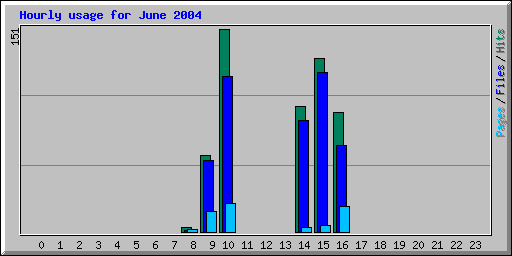 Hourly usage for June 2004
151
Pages/Files/Hits
0 1 2 3 4 5 6 7 8 9 10 11 12 13 14 15 16 17 18 19 20 21 22 23